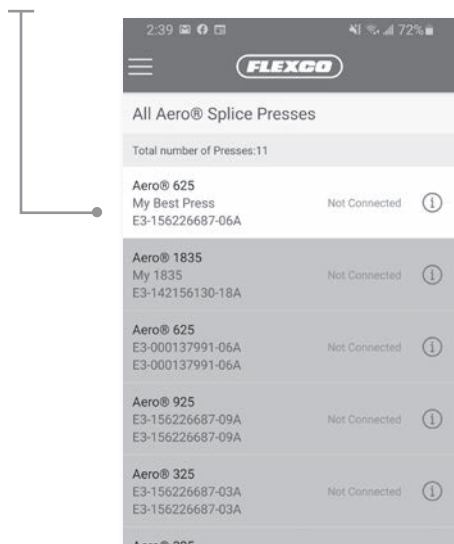 2:39 72%
FLEXCO
All Aero® Splice Presses
Total number of Presses:11
Aero® 625
My Best Press Not Connected
E3-156226687-06A
Aero® 1835
My 1835 Not Connected
E3-142156130-18A
Aero® 625
E3-000137991-06A Not Connected
E3-000137991-06A
Aero® 925
E3-156226687-09A Not Connected
E3-156226687-09A
Aero® 325
E3-156226687-03A Not Connected
E3-156226687-03A